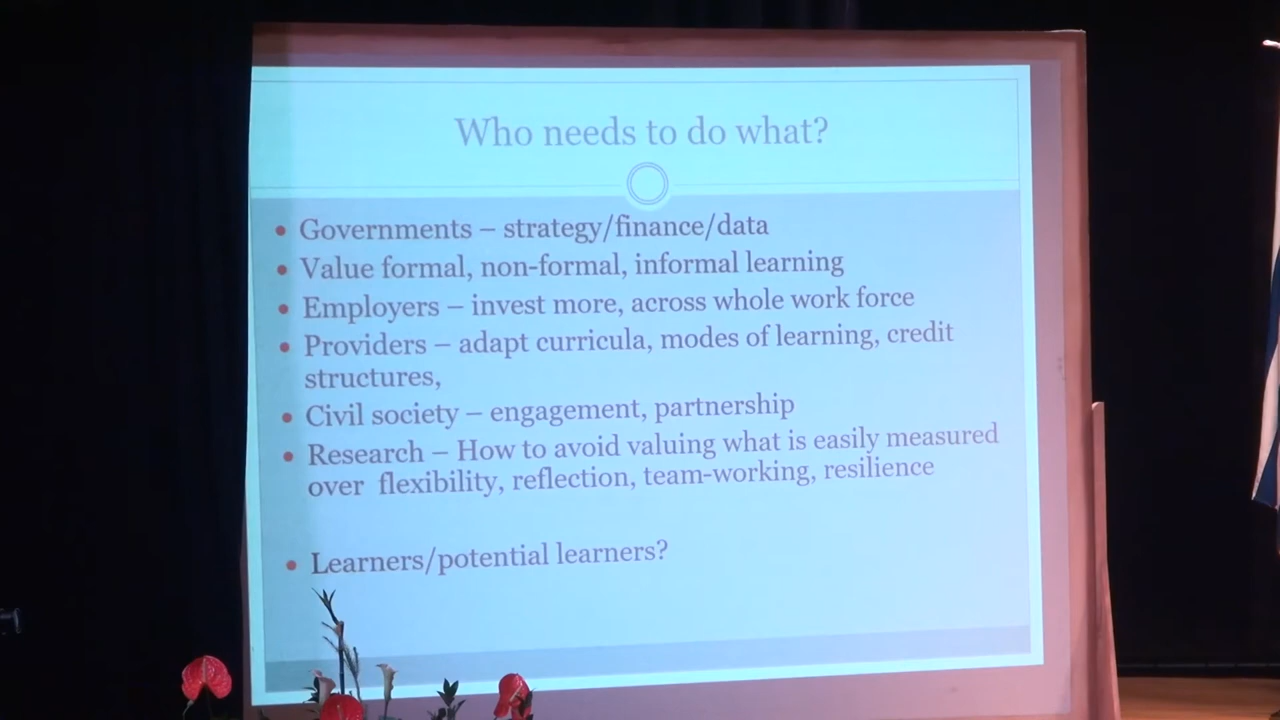 Who needs to do what?
• Governments – strategy/finance/data
• Value formal, non-formal, informal learning
• Employers – invest more, across whole work force
• Providers – adapt curricula, modes of learning, credit
structures,
• Civil society – engagement, partnership
• Research – How to avoid valuing what is easily measured
over flexibility, reflection, team-working, resilience
• Learners/potential learners?